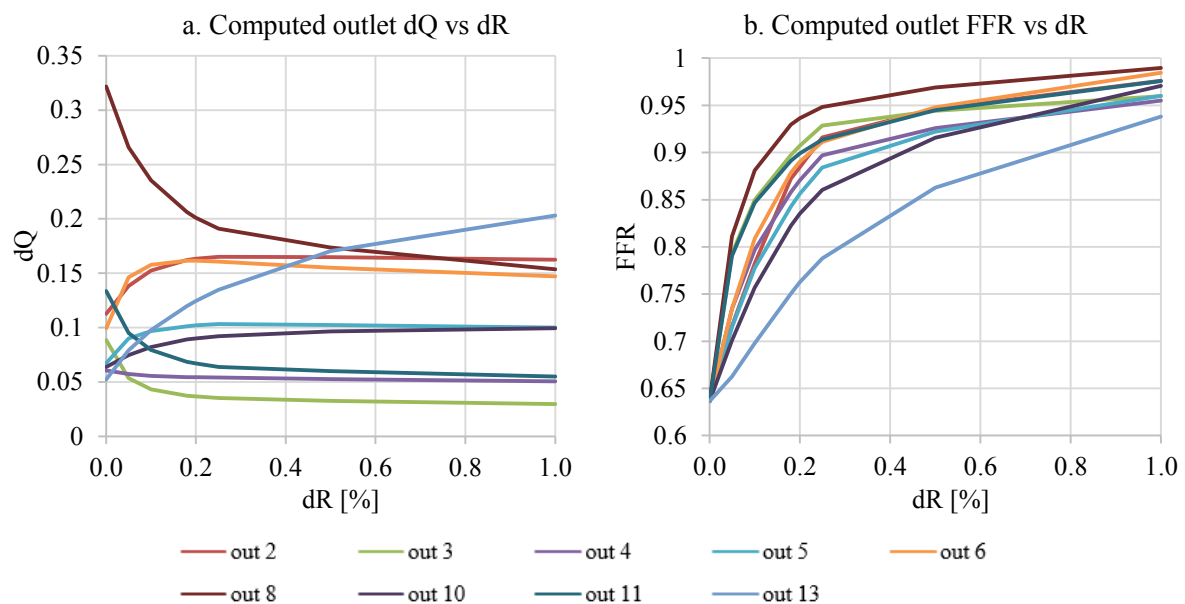 a. Computed outlet dQ vs dR
0.35
0.3
0.25
0.2
0.15
0.1
0.05
0
dQ
0.0 0.2 0.4 0.6 0.8 1.0
dR [%]
b. Computed outlet FFR vs dR
1
0.95
0.9
0.85
0.8
0.75
0.7
0.65
0.6
FFR
0.0 0.2 0.4 0.6 0.8 1.0
dR [%]
out 2 out 3 out 4 out 5 out 6
out 8 out 10 out 11 out 13